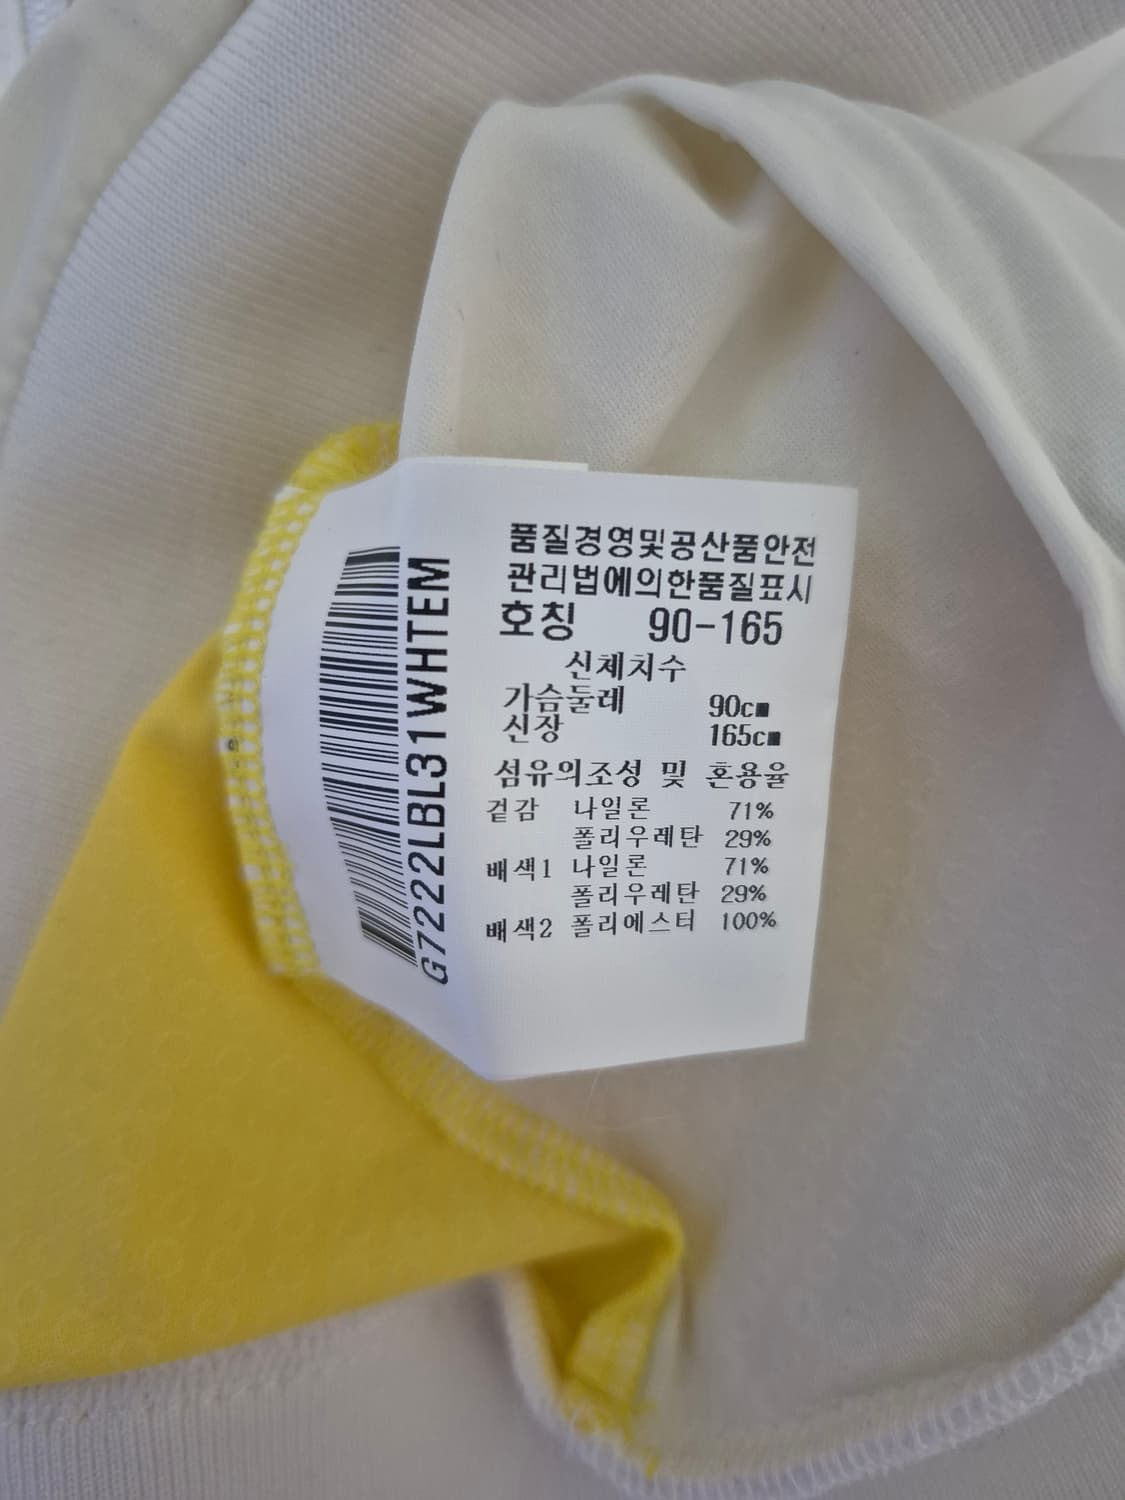 품질경영및공산품안전
관리법에의한품질표시
호칭 90-165
신체치수
가슴둘레 90cm
신장 165cm
섬유의조성 및 혼용율
겉감 나일론 71%
폴리우레탄 29%
배색1 나일론 71%
폴리우레탄 29%
배색2 폴리에스터 100%
G7222LBL31WHTEM